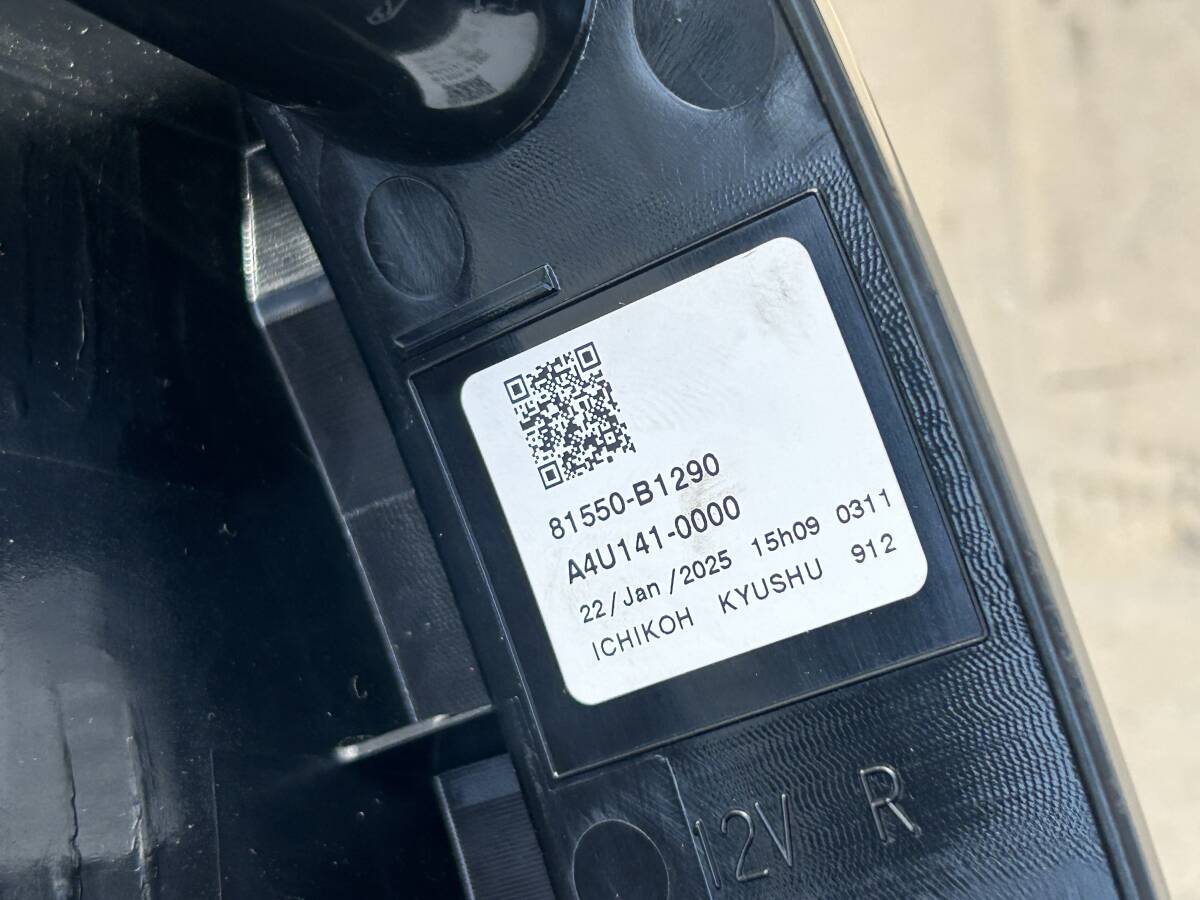 81550-B1290
A4U141-0000
22/Jan/2025 15h09 0311
ICHIKOH KYUSHU 912
12V R